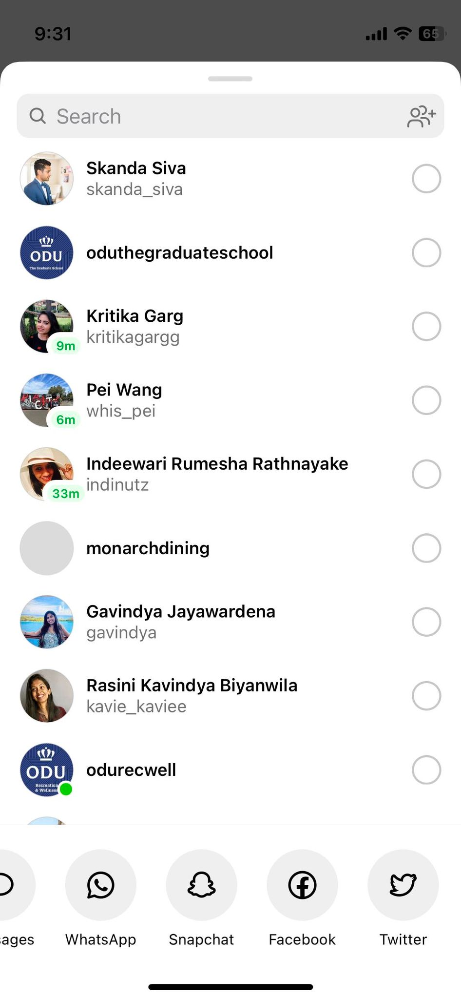 9:31
65
Search
Skanda Siva
skanda_siva
ODU
The Graduate School
oduthegraduateschool
Kritika Garg
kritikagargg
9m
Pei Wang
whis_pei
6m
Indeewari Rumesha Rathnayake
indinutz
33m
monarchdining
Gavindya Jayawardena
gavindya
Rasini Kavindya Biyanwila
kavie_kaviee
ODU
Recreation
& Wellness
odurecwell
sages
WhatsApp
Snapchat
Facebook
Twitter